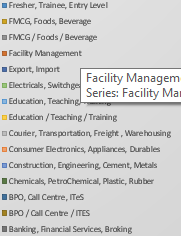 Fresher, Trainee, Entry Level
FMCG, Foods, Beverage
FMCG / Foods / Beverage
Facility Management
Export, Import
Facility Managemen
Electricals, Switchge
Series: "Facility Mar
Education, Teaching,
Education / Teaching / Training
Courier, Transportation, Freight , Warehousing
Consumer Electronics, Appliances, Durables
Construction, Engineering, Cement, Metals
Chemicals, PetroChemical, Plastic, Rubber
BPO, Call Centre, ITeS
BPO / Call Centre / ITES
Banking, Financial Services, Broking